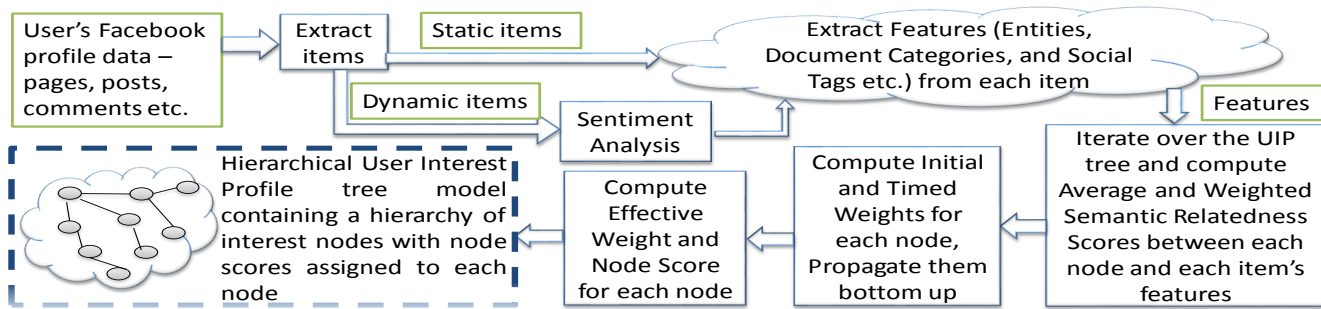 User's Facebook
profile data –
pages, posts,
comments etc.
Extract
items
Static items
Dynamic items
Sentiment
Analysis
Extract Features (Entities,
Document Categories, and Social
Tags etc.) from each item
Features
Iterate over the UIP
tree and compute
Average and Weighted
Semantic Relatedness
Scores between each
node and each item's
features
Compute Initial
and Timed
Weights for
each node,
Propagate them
bottom up
Compute
Effective
Weight and
Node Score
for each node
Hierarchical User Interest
Profile tree model
containing a hierarchy of
interest nodes with node
scores assigned to each
node